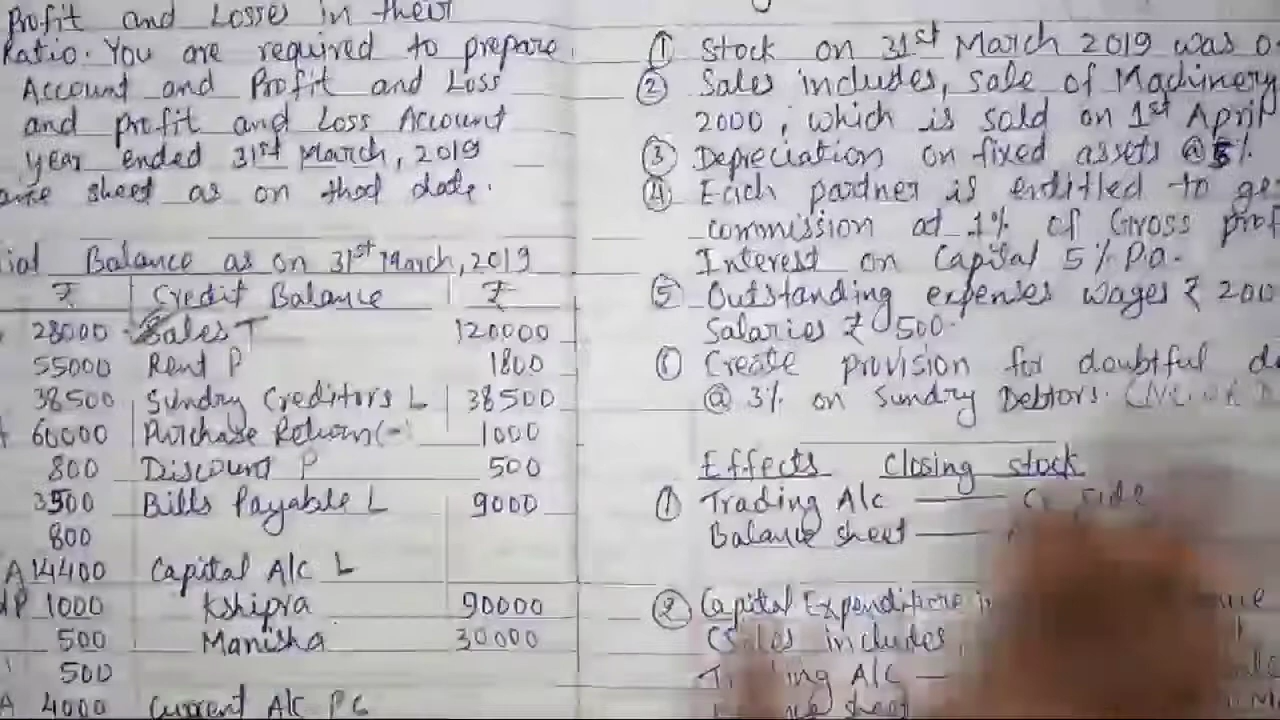 Profit and Losse in their
Ratio. You are required to prepare
Account and Profit and Loss
and profit and Loss Account
year ended 31st March, 2019
sheet as on that date.
Balance as on 31st March, 2019
₹ Credit Balance ₹
28000 Sales T 120000
55000 Rent P 1800
38500 Sundry Creditors L 38500
60000 Purchase Return (-) 1000
800 Discount P 500
3500 Bills Payable L 9000
800
A 14400 Capital A/c L
P 1000 Kshipra 90000
500 Manisha 30000
500
A 4000 Current A/c
① Stock on 31st March 2019 was
② Sales includes, sale of Machinery
2000, which is sold on 1st April
③ Depreciation on fixed assets @ 5%
④ Each partner is entitled to
commission at 1% of Gross
Interest on Capital 5% P.a.
⑤ Outstanding expenses wages ₹ 200
Salaries ₹ 500.
⑥ Create provision for doubtful
@ 3% on Sundry Debtors.
Effects Closing stock
① Trading A/c — Cr side
Balance sheet —
② Capital Expenditure
(Sales includes
A/c —
sheet